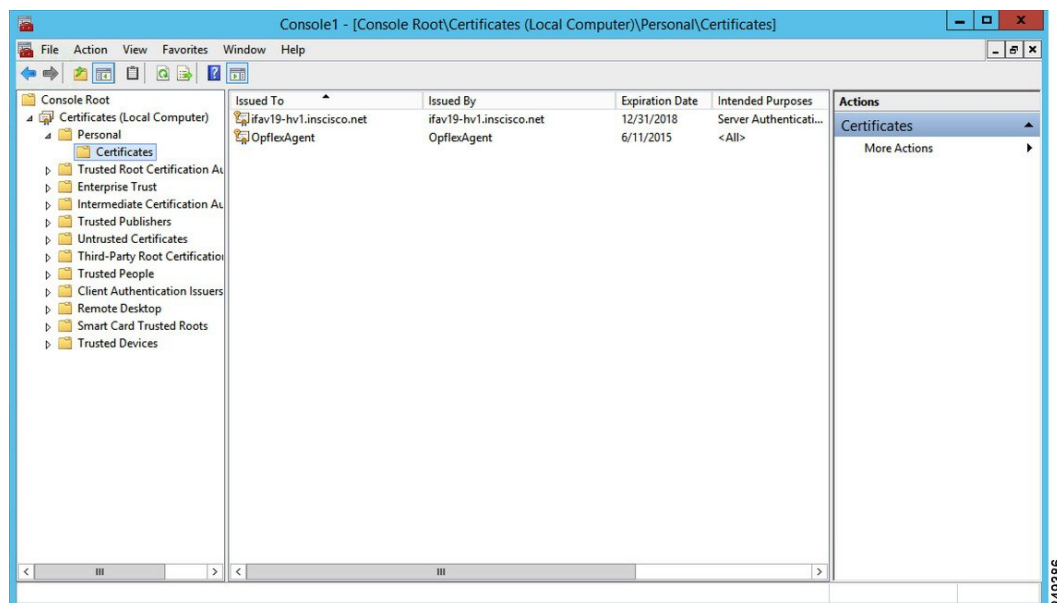 Console1 - [Console Root\Certificates (Local Computer)\Personal\Certificates]
File Action View Favorites Window Help
Console Root
Certificates (Local Computer)
Personal
Certificates
Trusted Root Certification Au
Enterprise Trust
Intermediate Certification Au
Trusted Publishers
Untrusted Certificates
Third-Party Root Certification
Trusted People
Client Authentication Issuers
Remote Desktop
Smart Card Trusted Roots
Trusted Devices
Issued To Issued By Expiration Date Intended Purposes
ifav19-hv1.inscisco.net ifav19-hv1.inscisco.net 12/31/2018 Server Authenticati...
OpflexAgent OpflexAgent 6/11/2015 <All>
Actions
Certificates
More Actions